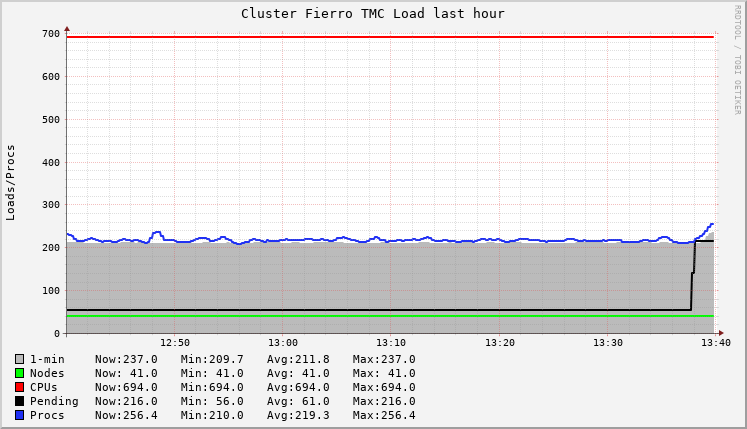 Cluster Fierro TMC Load last hour
RRDTOOL / TOBI OETIKER
Loads/Procs
700
600
500
400
300
200
100
0
12:50 13:00 13:10 13:20 13:30 13:40
1-min Now:237.0 Min:209.7 Avg:211.8 Max:237.0
Nodes Now: 41.0 Min: 41.0 Avg: 41.0 Max: 41.0
CPUs Now:694.0 Min:694.0 Avg:694.0 Max:694.0
Pending Now:216.0 Min: 56.0 Avg: 61.0 Max:216.0
Procs Now:256.4 Min:210.0 Avg:219.3 Max:256.4